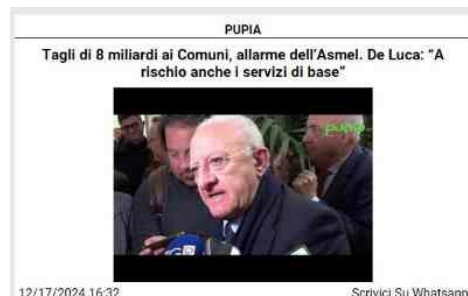 PUPIA
Tagli di 8 miliardi ai Comuni, allarme dell'Asmel. De Luca: "A
rischio anche i servizi di base"
pupia
12/17/2024 16:32
Scrivici Su Whatsapp